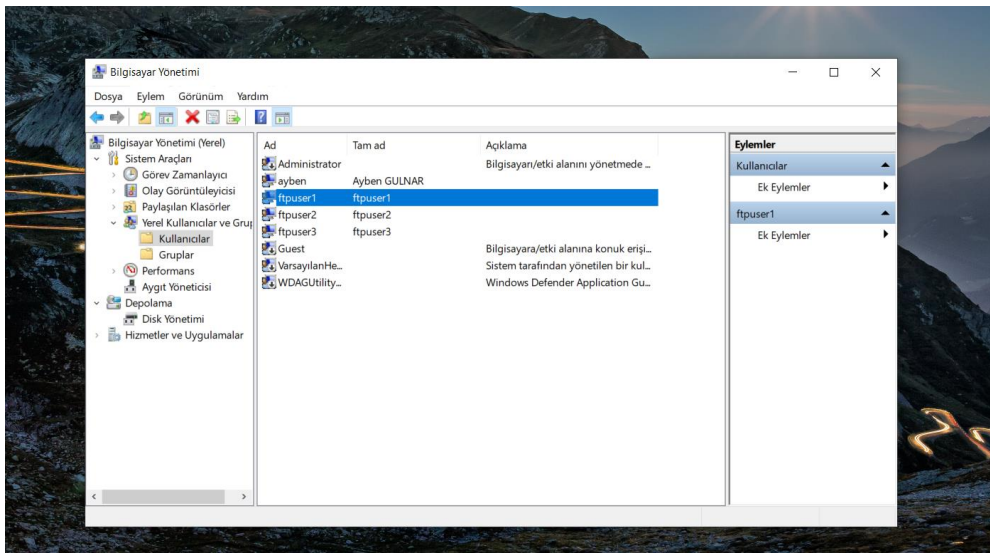 Bilgisayar Yönetimi
Dosya Eylem Görünüm Yardım
Bilgisayar Yönetimi (Yerel)
Sistem Araçları
Görev Zamanlayıcı
Olay Görüntüleyicisi
Paylaşılan Klasörler
Yerel Kullanıcılar ve Grup
Kullanıcılar
Gruplar
Performans
Aygıt Yöneticisi
Depolama
Disk Yönetimi
Hizmetler ve Uygulamalar
Ad Tam ad Açıklama
Administrator Bilgisayarı/etki alanını yönetmede ...
ayben Ayben GULNAR
ftpuser1 ftpuser1
ftpuser2 ftpuser2
ftpuser3 ftpuser3
Guest Bilgisayara/etki alanına konuk erişi...
VarsayılanHe... Sistem tarafından yönetilen bir kul...
WDAGUtility... Windows Defender Application Gu...
Eylemler
Kullanıcılar
Ek Eylemler
ftpuser1
Ek Eylemler